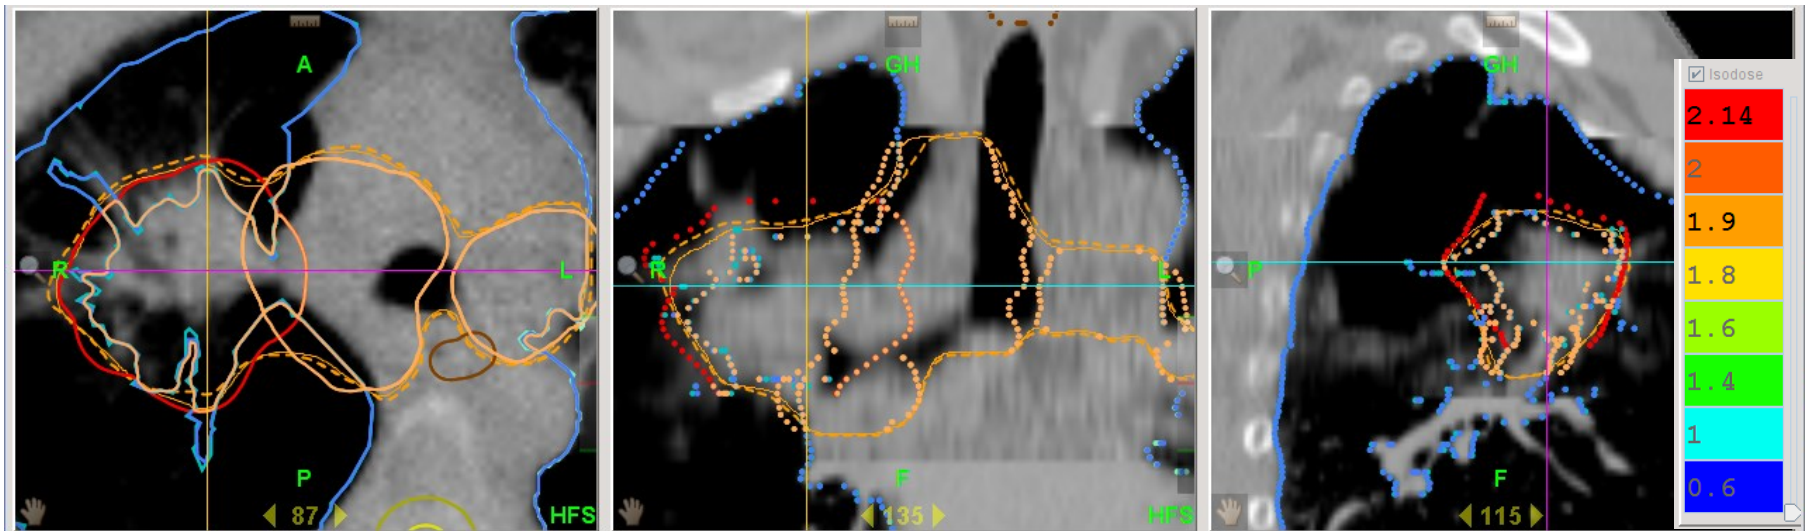 A
R
L
P
87
HFS
GH
R
L
F
135
HFS
GH
P
F
115
Isodose
2.14
2
1.9
1.8
1.6
1.4
1
0.6